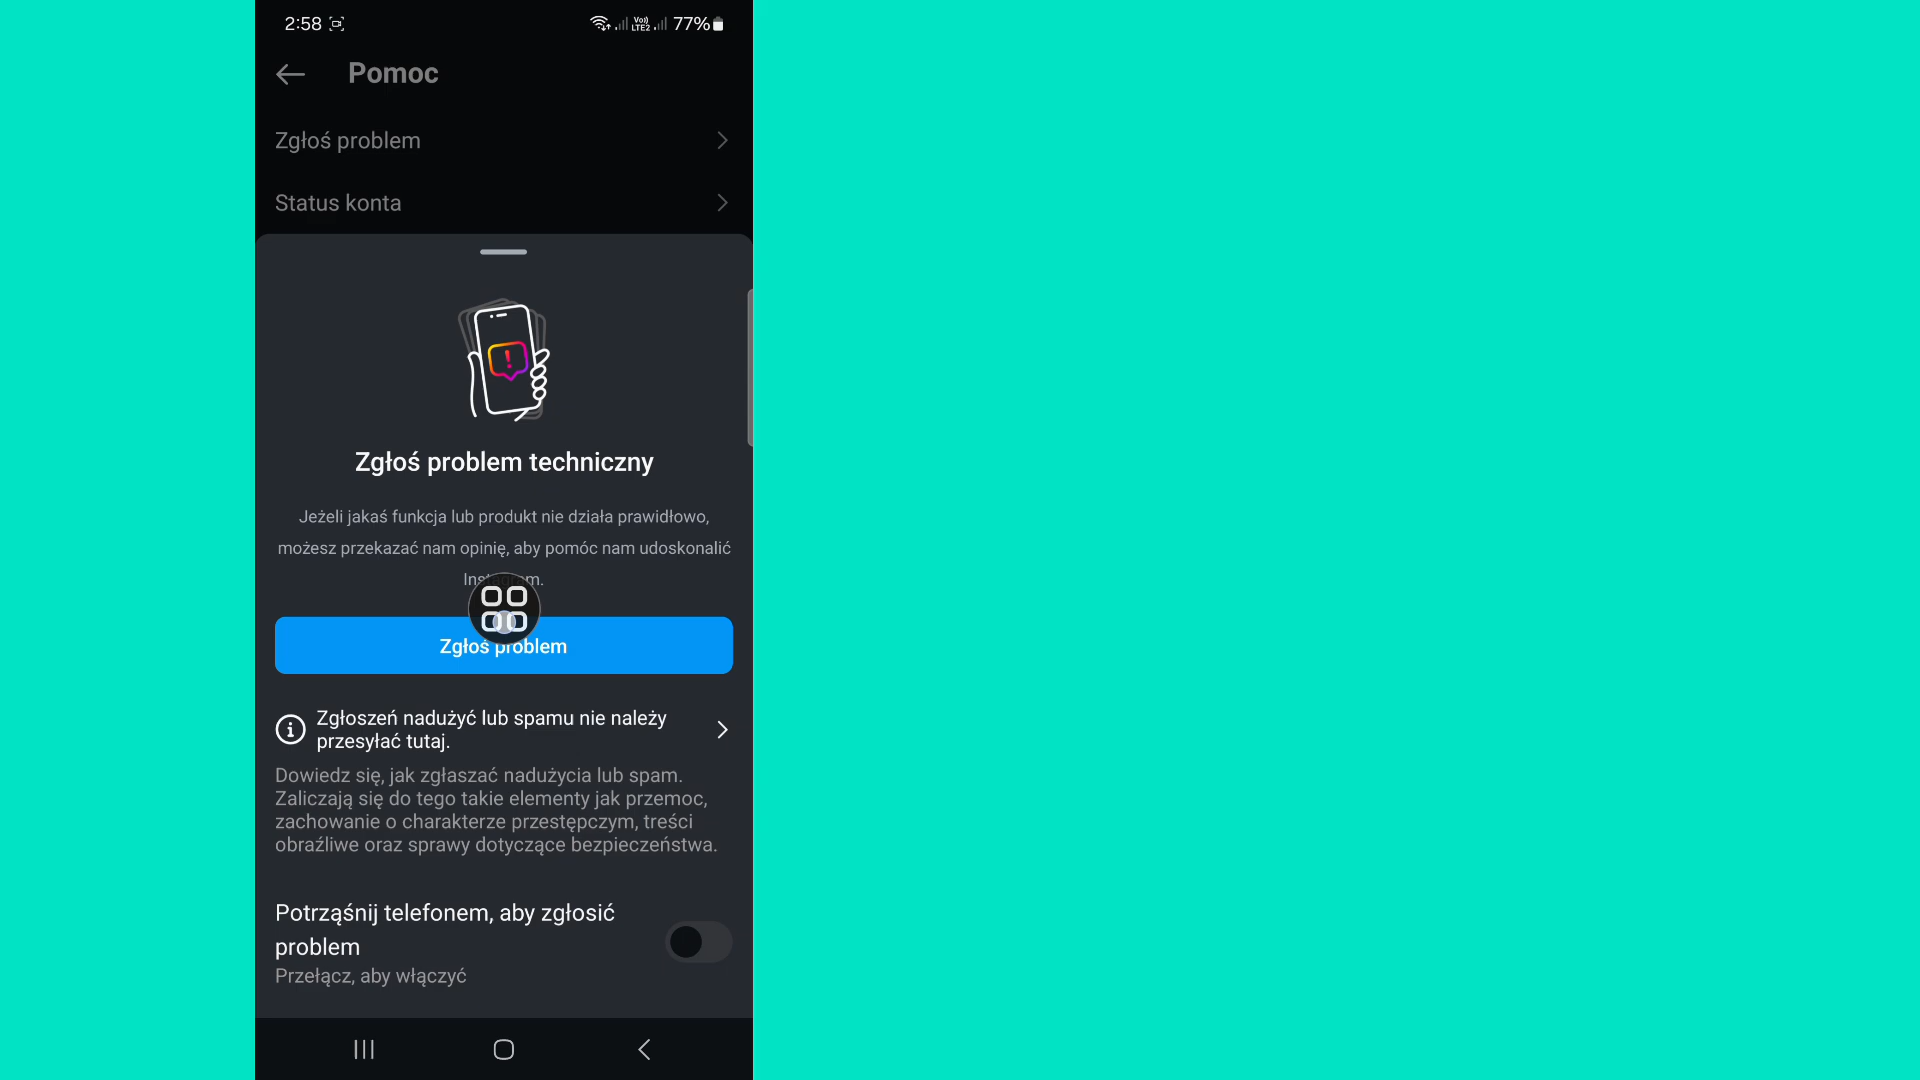 2:58
Vo)) LTE2 77%
Pomoc
Zgłoś problem
Status konta
Zgłoś problem techniczny
Jeżeli jakaś funkcja lub produkt nie działa prawidłowo,
możesz przekazać nam opinię, aby pomóc nam udoskonalić
Instagram.
Zgłoś problem
Zgłoszeń nadużyć lub spamu nie należy
przesyłać tutaj.
Dowiedz się, jak zgłaszać nadużycia lub spam.
Zaliczają się do tego takie elementy jak przemoc,
zachowanie o charakterze przestępczym, treści
obraźliwe oraz sprawy dotyczące bezpieczeństwa.
Potrząśnij telefonem, aby zgłosić
problem
Przełącz, aby włączyć